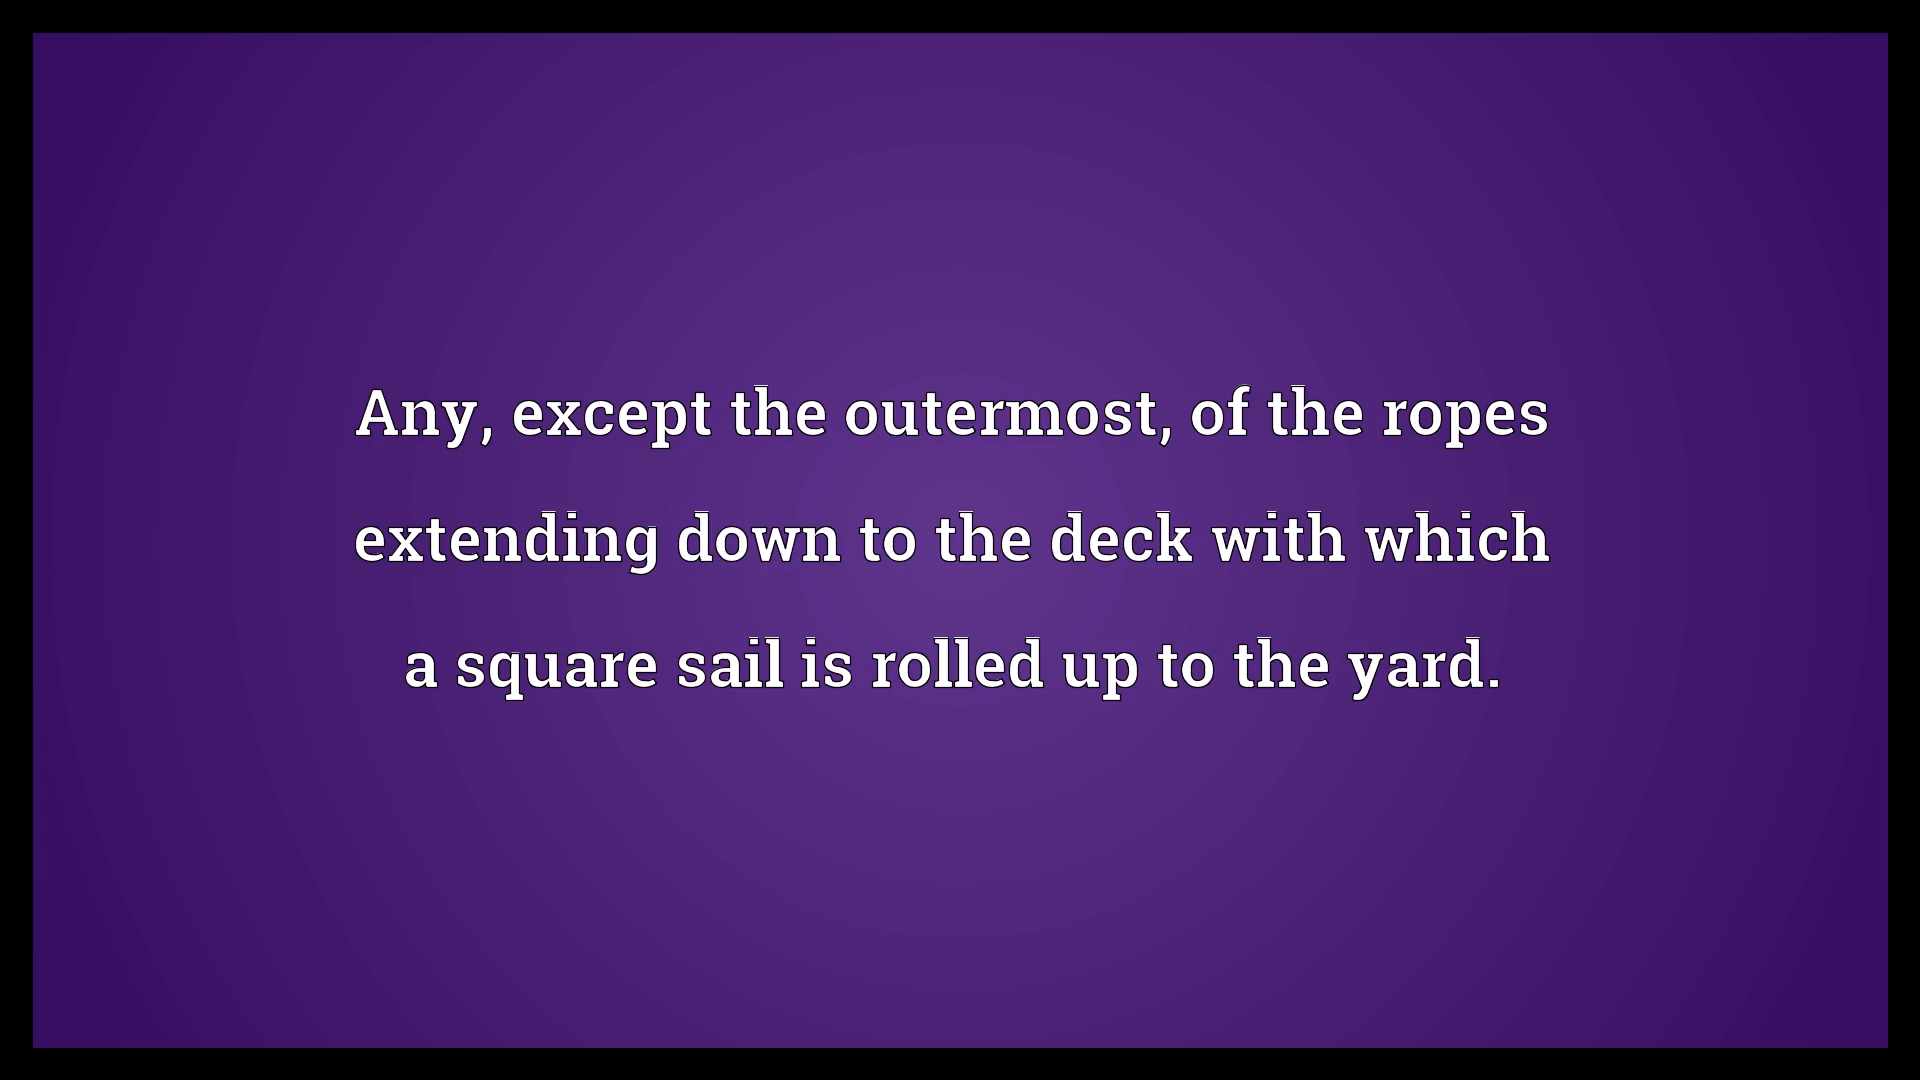 Any, except the outermost, of the ropes
extending down to the deck with which
a square sail is rolled up to the yard.